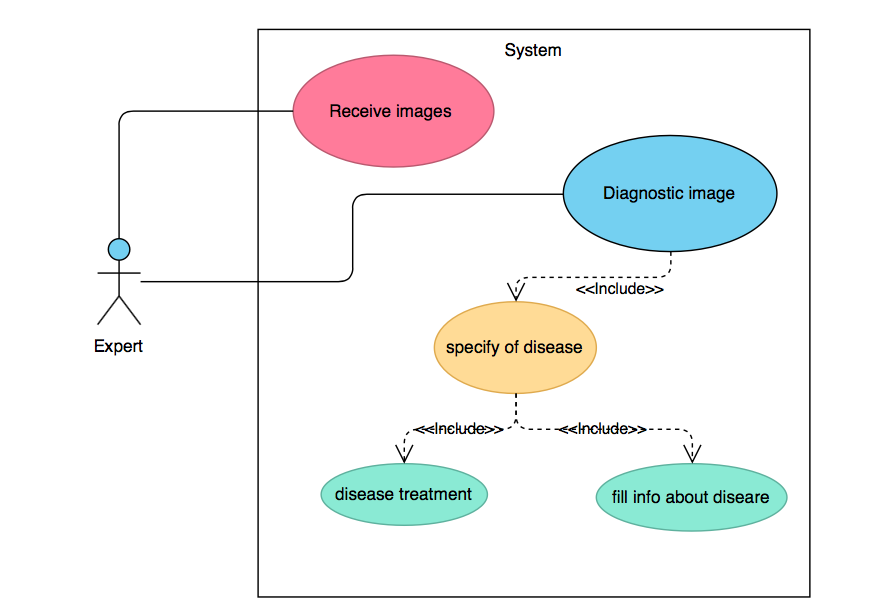 System
Receive images
Diagnostic image
<<Include>>
specify of disease
Expert
<<Include>>
<<Include>>
disease treatment
fill info about diseare